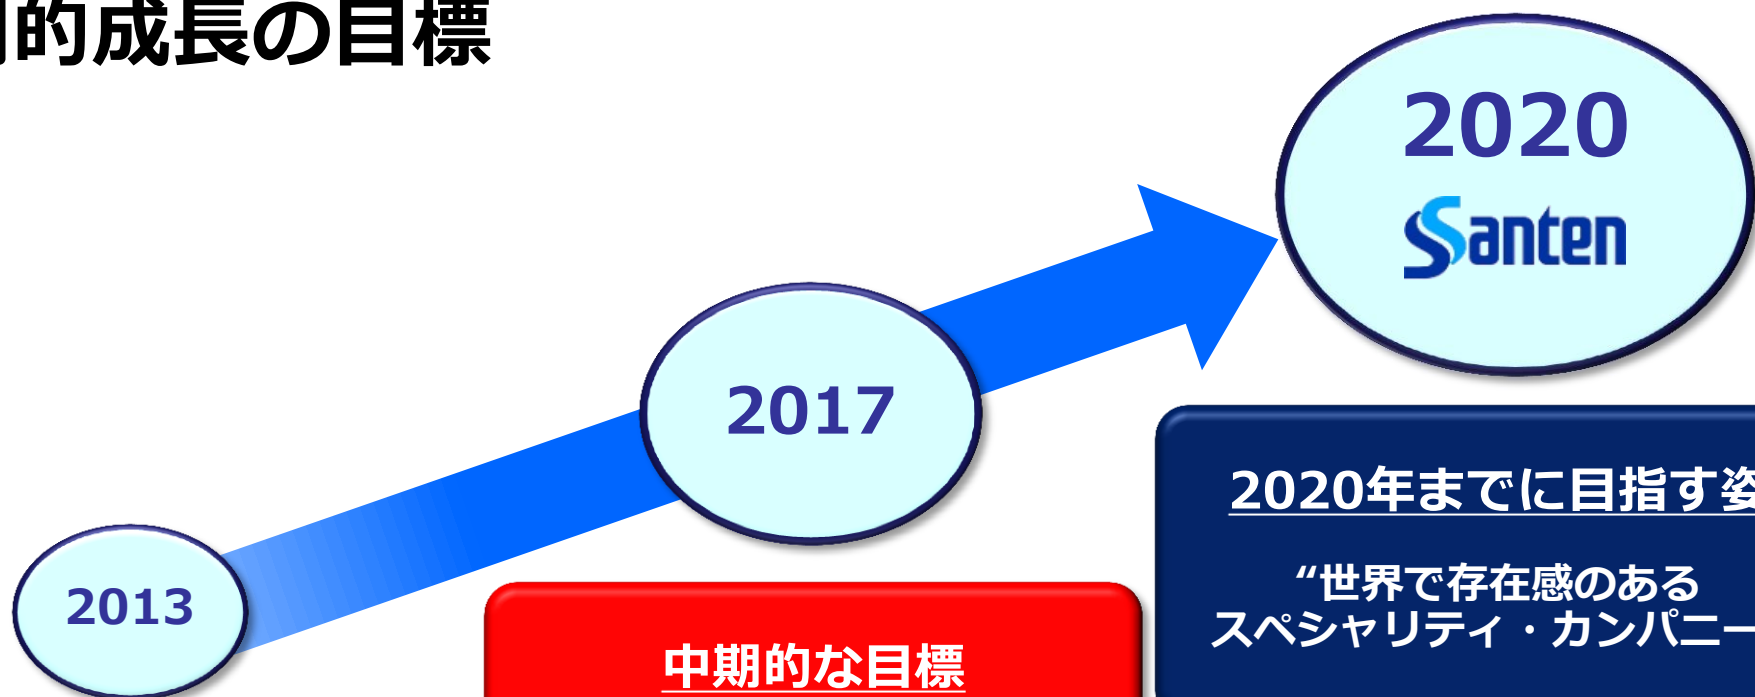 的成長の目標
2020
Santen
2017
2013
2020年までに目指す姿
“世界で存在感のある
スペシャリティ・カンパニー
中期的な目標